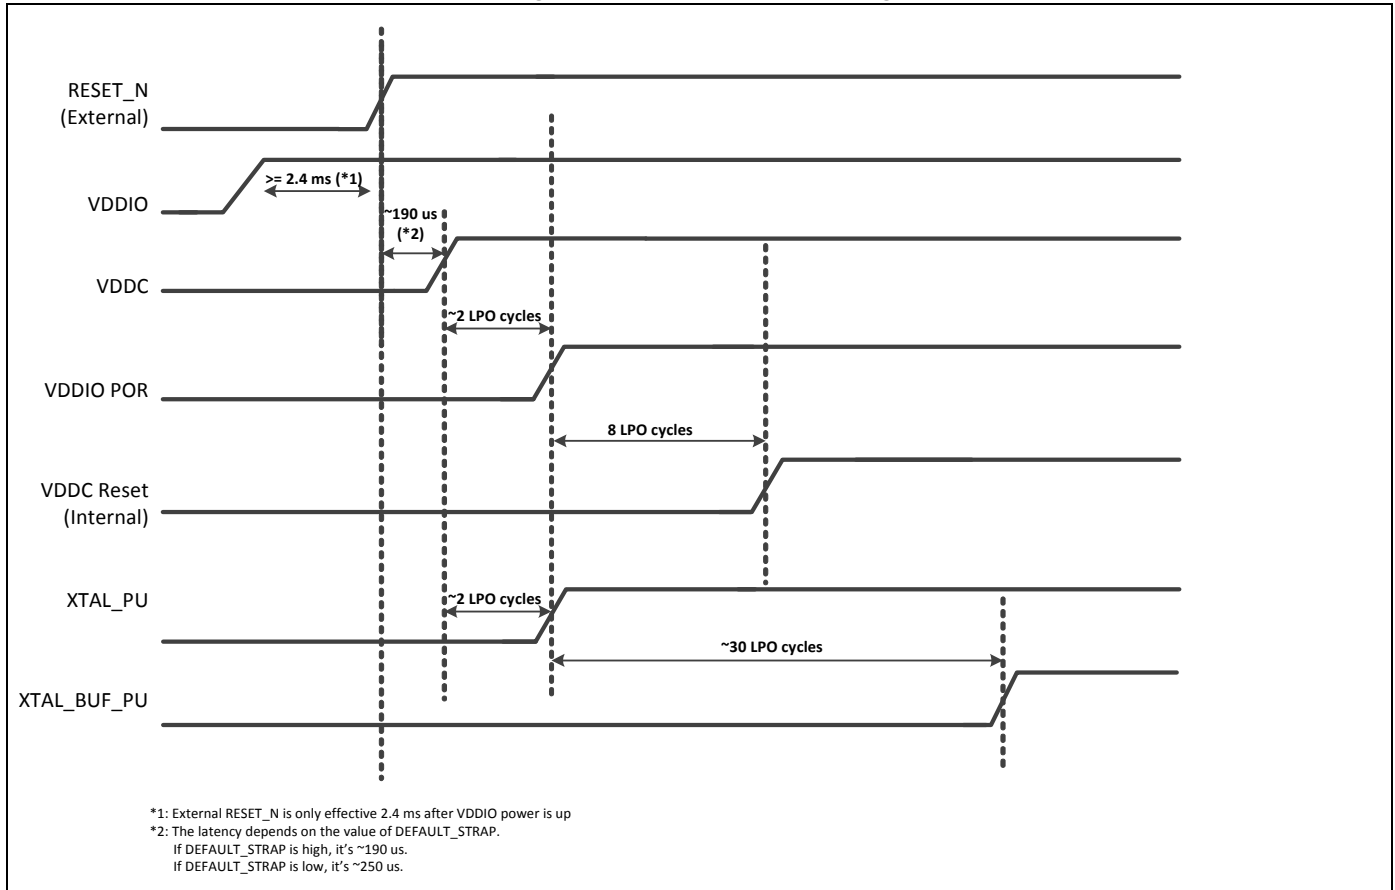 RESET_N
(External)
>= 2.4 ms (*1)
VDDIO
~190 us
(*2)
VDDC
~2 LPO cycles
VDDIO POR
8 LPO cycles
VDDC Reset
(Internal)
XTAL_PU
~2 LPO cycles
~30 LPO cycles
XTAL_BUF_PU
*1: External RESET_N is only effective 2.4 ms after VDDIO power is up
*2: The latency depends on the value of DEFAULT_STRAP.
If DEFAULT_STRAP is high, it’s ~190 us.
If DEFAULT_STRAP is low, it’s ~250 us.